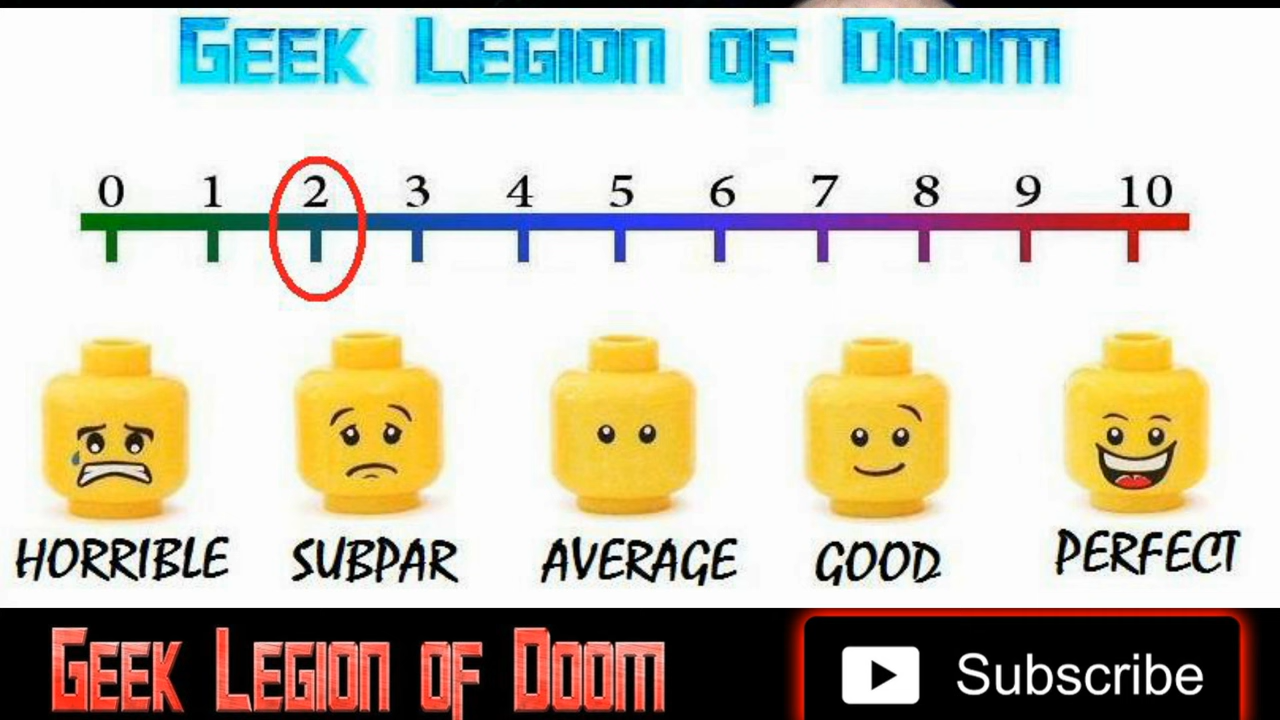 GEEK LEGION OF DOOM
0 1 2 3 4 5 6 7 8 9 10
HORRIBLE SUBPAR AVERAGE GOOD PERFECT
GEEK LEGION OF DOOM
Subscribe